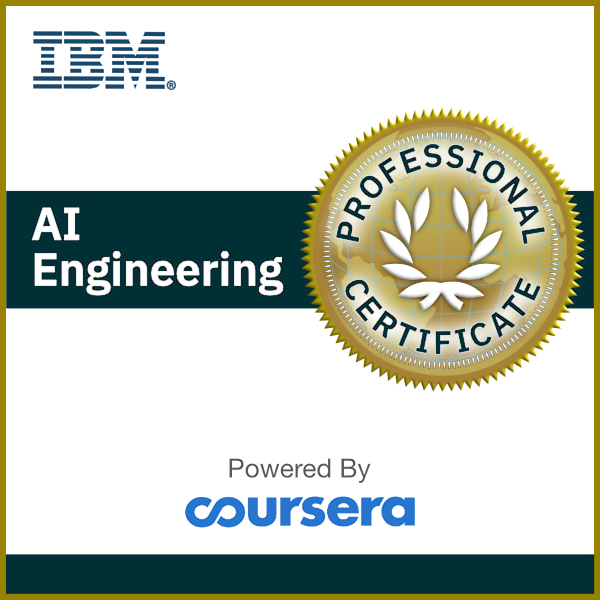 IBM®
AI
Engineering
PROFESSIONAL
CERTIFICATE
Powered By
coursera